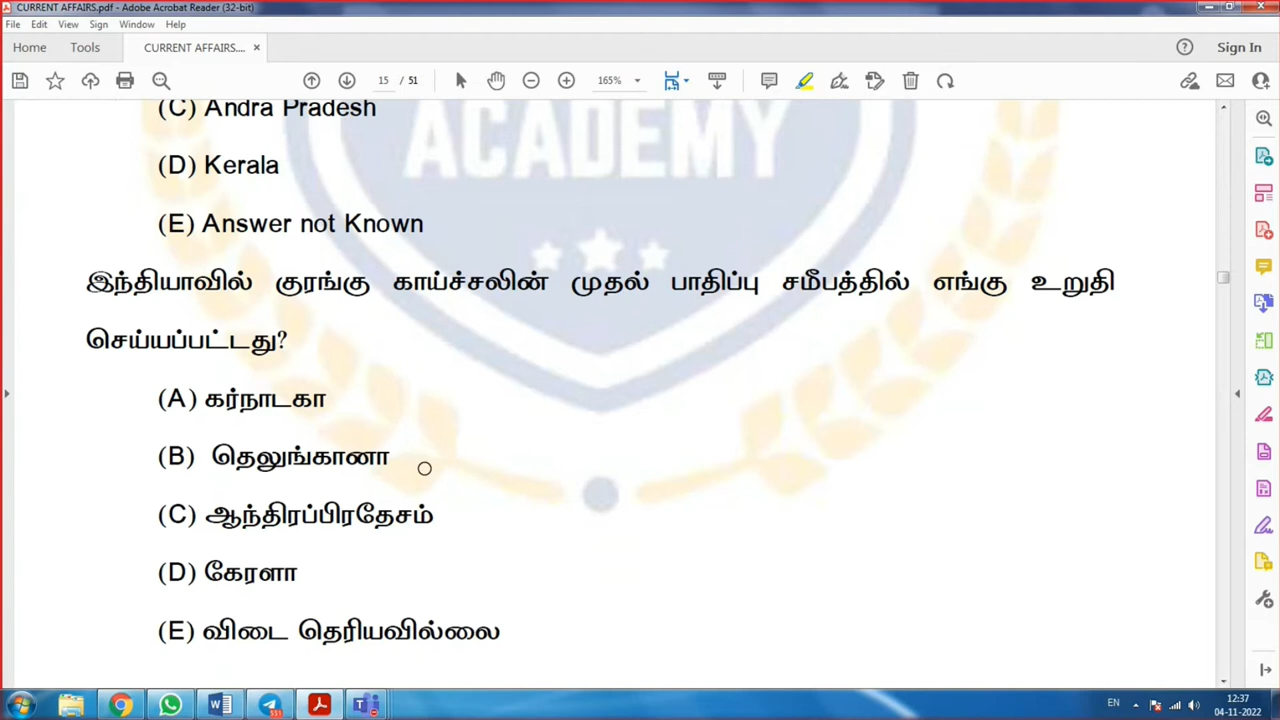 CURRENT AFFAIRS.pdf - Adobe Acrobat Reader (32-bit)
File Edit View Sign Window Help
Home Tools CURRENT AFFAIRS.... × Sign In
15 / 51 165%
ACADEMY
(C) Andra Pradesh
(D) Kerala
(E) Answer not Known
இந்தியாவில் குரங்கு காய்ச்சலின் முதல் பாதிப்பு சமீபத்தில் எங்கு உறுதி
செய்யப்பட்டது?
(A) கர்நாடகா
(B) தெலுங்கானா
(C) ஆந்திரப்பிரதேசம்
(D) கேரளா
(E) விடை தெரியவில்லை
EN 12:37
04-11-2022